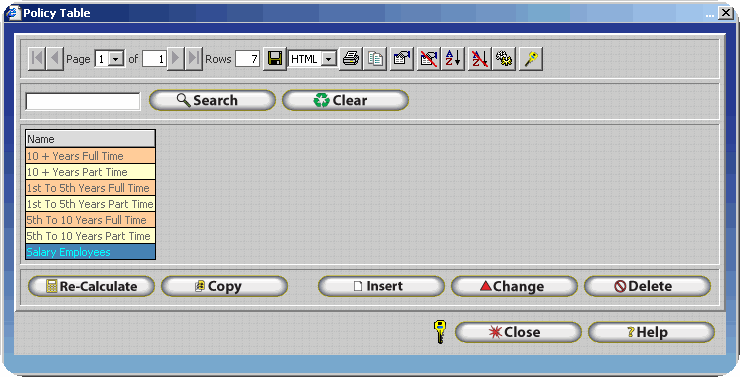 Policy Table ...
Page 1 of 1 Rows 7 HTML
Search Clear
Name
10 + Years Full Time
10 + Years Part Time
1st To 5th Years Full Time
1st To 5th Years Part Time
5th To 10 Years Full Time
5th To 10 Years Part Time
Salary Employees
Re-Calculate Copy Insert Change Delete
Close ? Help